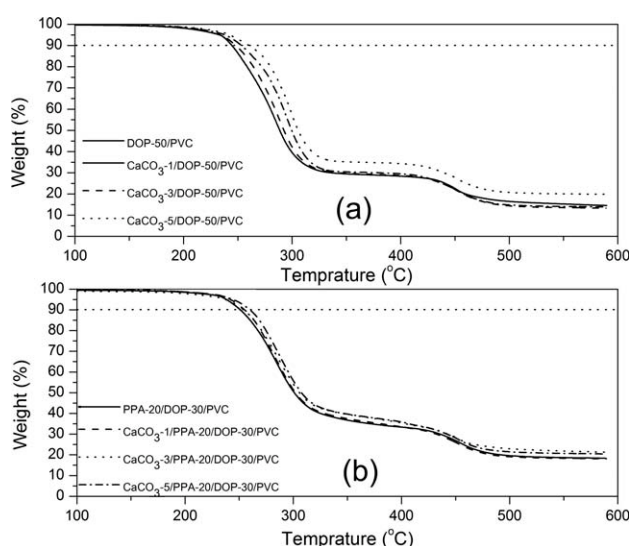 100
90
80
70
60
50
40
30
20
10
0
Weight (%)
DOP-50/PVC
CaCO3-1/DOP-50/PVC
CaCO3-3/DOP-50/PVC
CaCO3-5/DOP-50/PVC
(a)
100 200 300 400 500 600
Temprature (°C)
100
90
80
70
60
50
40
30
20
10
0
Weight (%)
PPA-20/DOP-30/PVC
CaCO3-1/PPA-20/DOP-30/PVC
CaCO3-3/PPA-20/DOP-30/PVC
CaCO3-5/PPA-20/DOP-30/PVC
(b)
100 200 300 400 500 600
Temprature (°C)